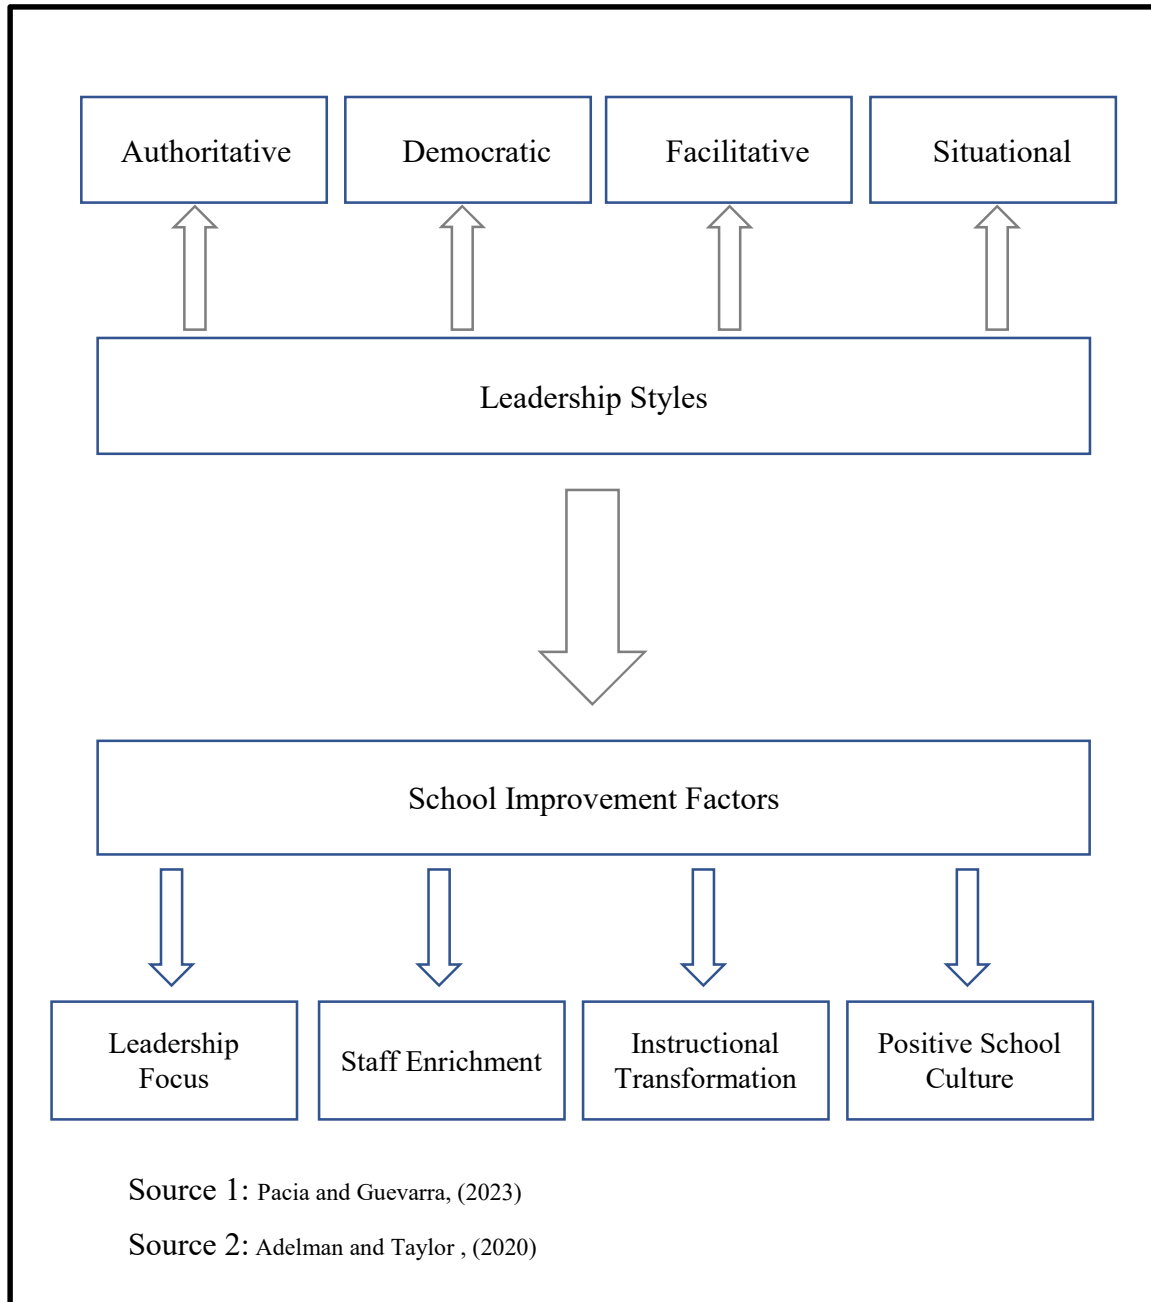 Authoritative
Democratic
Facilitative
Situational
Leadership Styles
School Improvement Factors
Leadership
Focus
Staff Enrichment
Instructional
Transformation
Positive School
Culture
Source 1: Pacia and Guevarra, (2023)
Source 2: Adelman and Taylor , (2020)